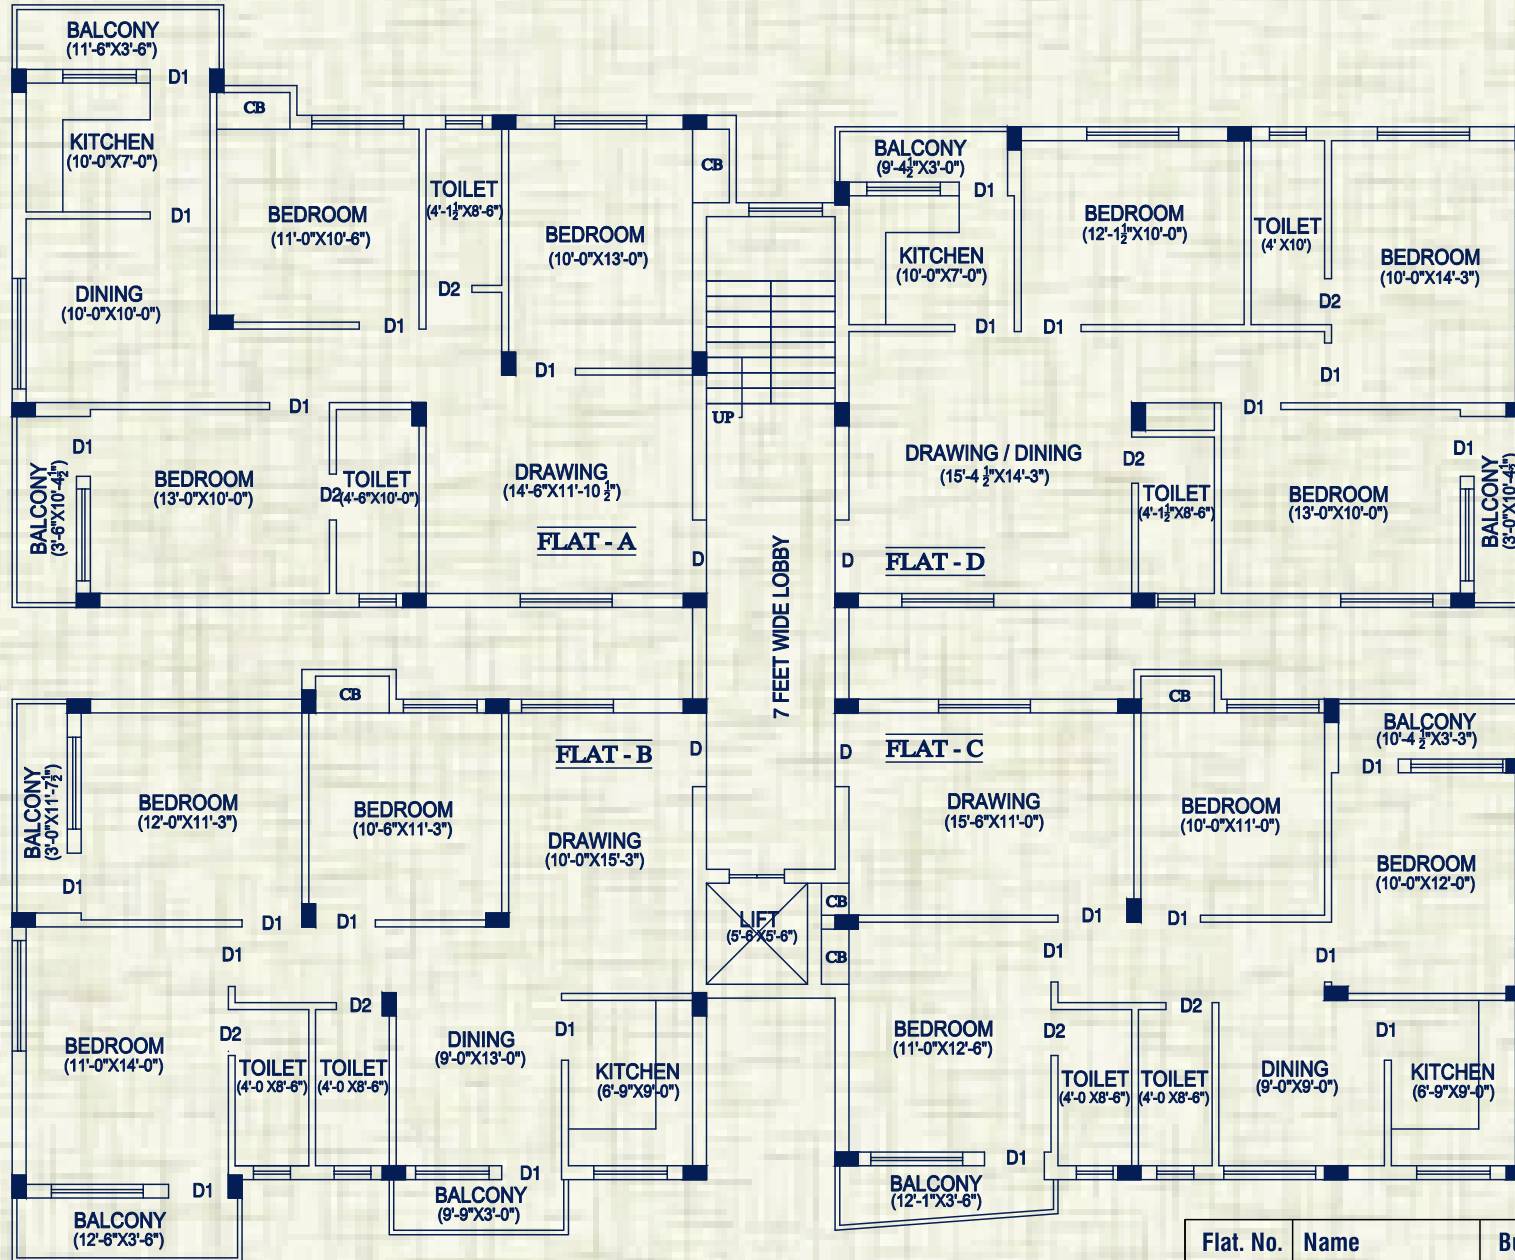 BALCONY
(11'-6"X3'-6")
D1
CB
KITCHEN
(10'-0"X7'-0")
D1
BEDROOM
(11'-0"X10'-6")
TOILET
(4'-1½"X8'-6")
D2
BEDROOM
(10'-0"X13'-0")
CB
DINING
(10'-0"X10'-0")
D1
D1
D1
D1
BALCONY
(3'-6"X10'-4½")
BEDROOM
(13'-0"X10'-0")
D2
TOILET
(4'-6"X10'-0")
DRAWING
(14'-6"X11'-10 ½")
FLAT - A
D
UP
7 FEET WIDE LOBBY
BALCONY
(9'-4½"X3'-0")
D1
KITCHEN
(10'-0"X7'-0")
D1
BEDROOM
(12'-1½"X10'-0")
D1
TOILET
(4' X10')
D2
BEDROOM
(10'-0"X14'-3")
D1
D1
D1
DRAWING / DINING
(15'-4 ½"X14'-3")
D2
TOILET
(4'-1½"X8'-6")
BEDROOM
(13'-0"X10'-0")
BALCONY
(3'-0"X10'-4½")
D
FLAT - D
CB
BALCONY
(3'-0"X11'-7½")
BEDROOM
(12'-0"X11'-3")
BEDROOM
(10'-6"X11'-3")
FLAT - B
D
DRAWING
(10'-0"X15'-3")
D1
D1
D1
D1
D2
D2
BEDROOM
(11'-0"X14'-0")
TOILET
(4'-0 X8'-6")
TOILET
(4'-0 X8'-6")
DINING
(9'-0"X13'-0")
D1
KITCHEN
(6'-9"X9'-0")
D1
D1
BALCONY
(12'-6"X3'-6")
BALCONY
(9'-9"X3'-0")
LIFT
(5'-6'X5'-6")
CB
CB
D
FLAT - C
CB
DRAWING
(15'-6"X11'-0")
BEDROOM
(10'-0"X11'-0")
BALCONY
(10'-4 ½"X3'-3")
D1
BEDROOM
(10'-0"X12'-0")
D1
D1
D1
D1
D2
D2
D1
BEDROOM
(11'-0"X12'-6")
TOILET
(4'-0 X8'-6")
TOILET
(4'-0 X8'-6")
DINING
(9'-0"X9'-0")
KITCHEN
(6'-9"X9'-0")
D1
BALCONY
(12'-1"X3'-6")
Flat. No. Name